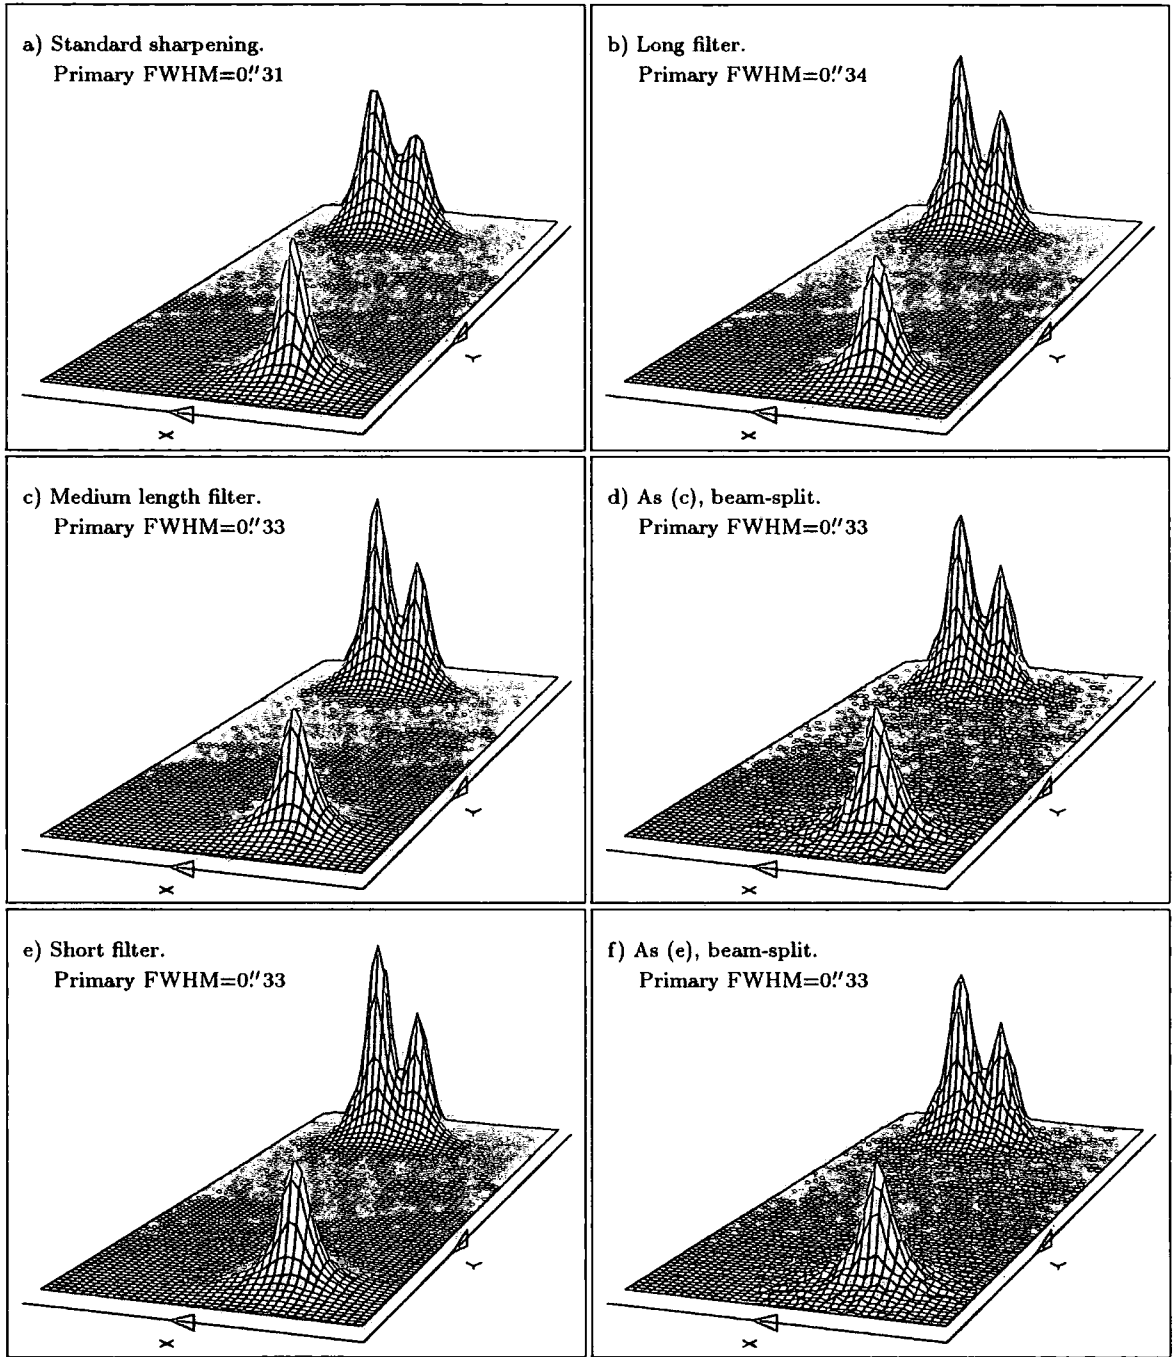 a) Standard sharpening.
Primary FWHM=0".31
X
Y
b) Long filter.
Primary FWHM=0".34
X
Y
c) Medium length filter.
Primary FWHM=0".33
X
Y
d) As (c), beam-split.
Primary FWHM=0".33
X
Y
e) Short filter.
Primary FWHM=0".33
X
Y
f) As (e), beam-split.
Primary FWHM=0".33
X
Y